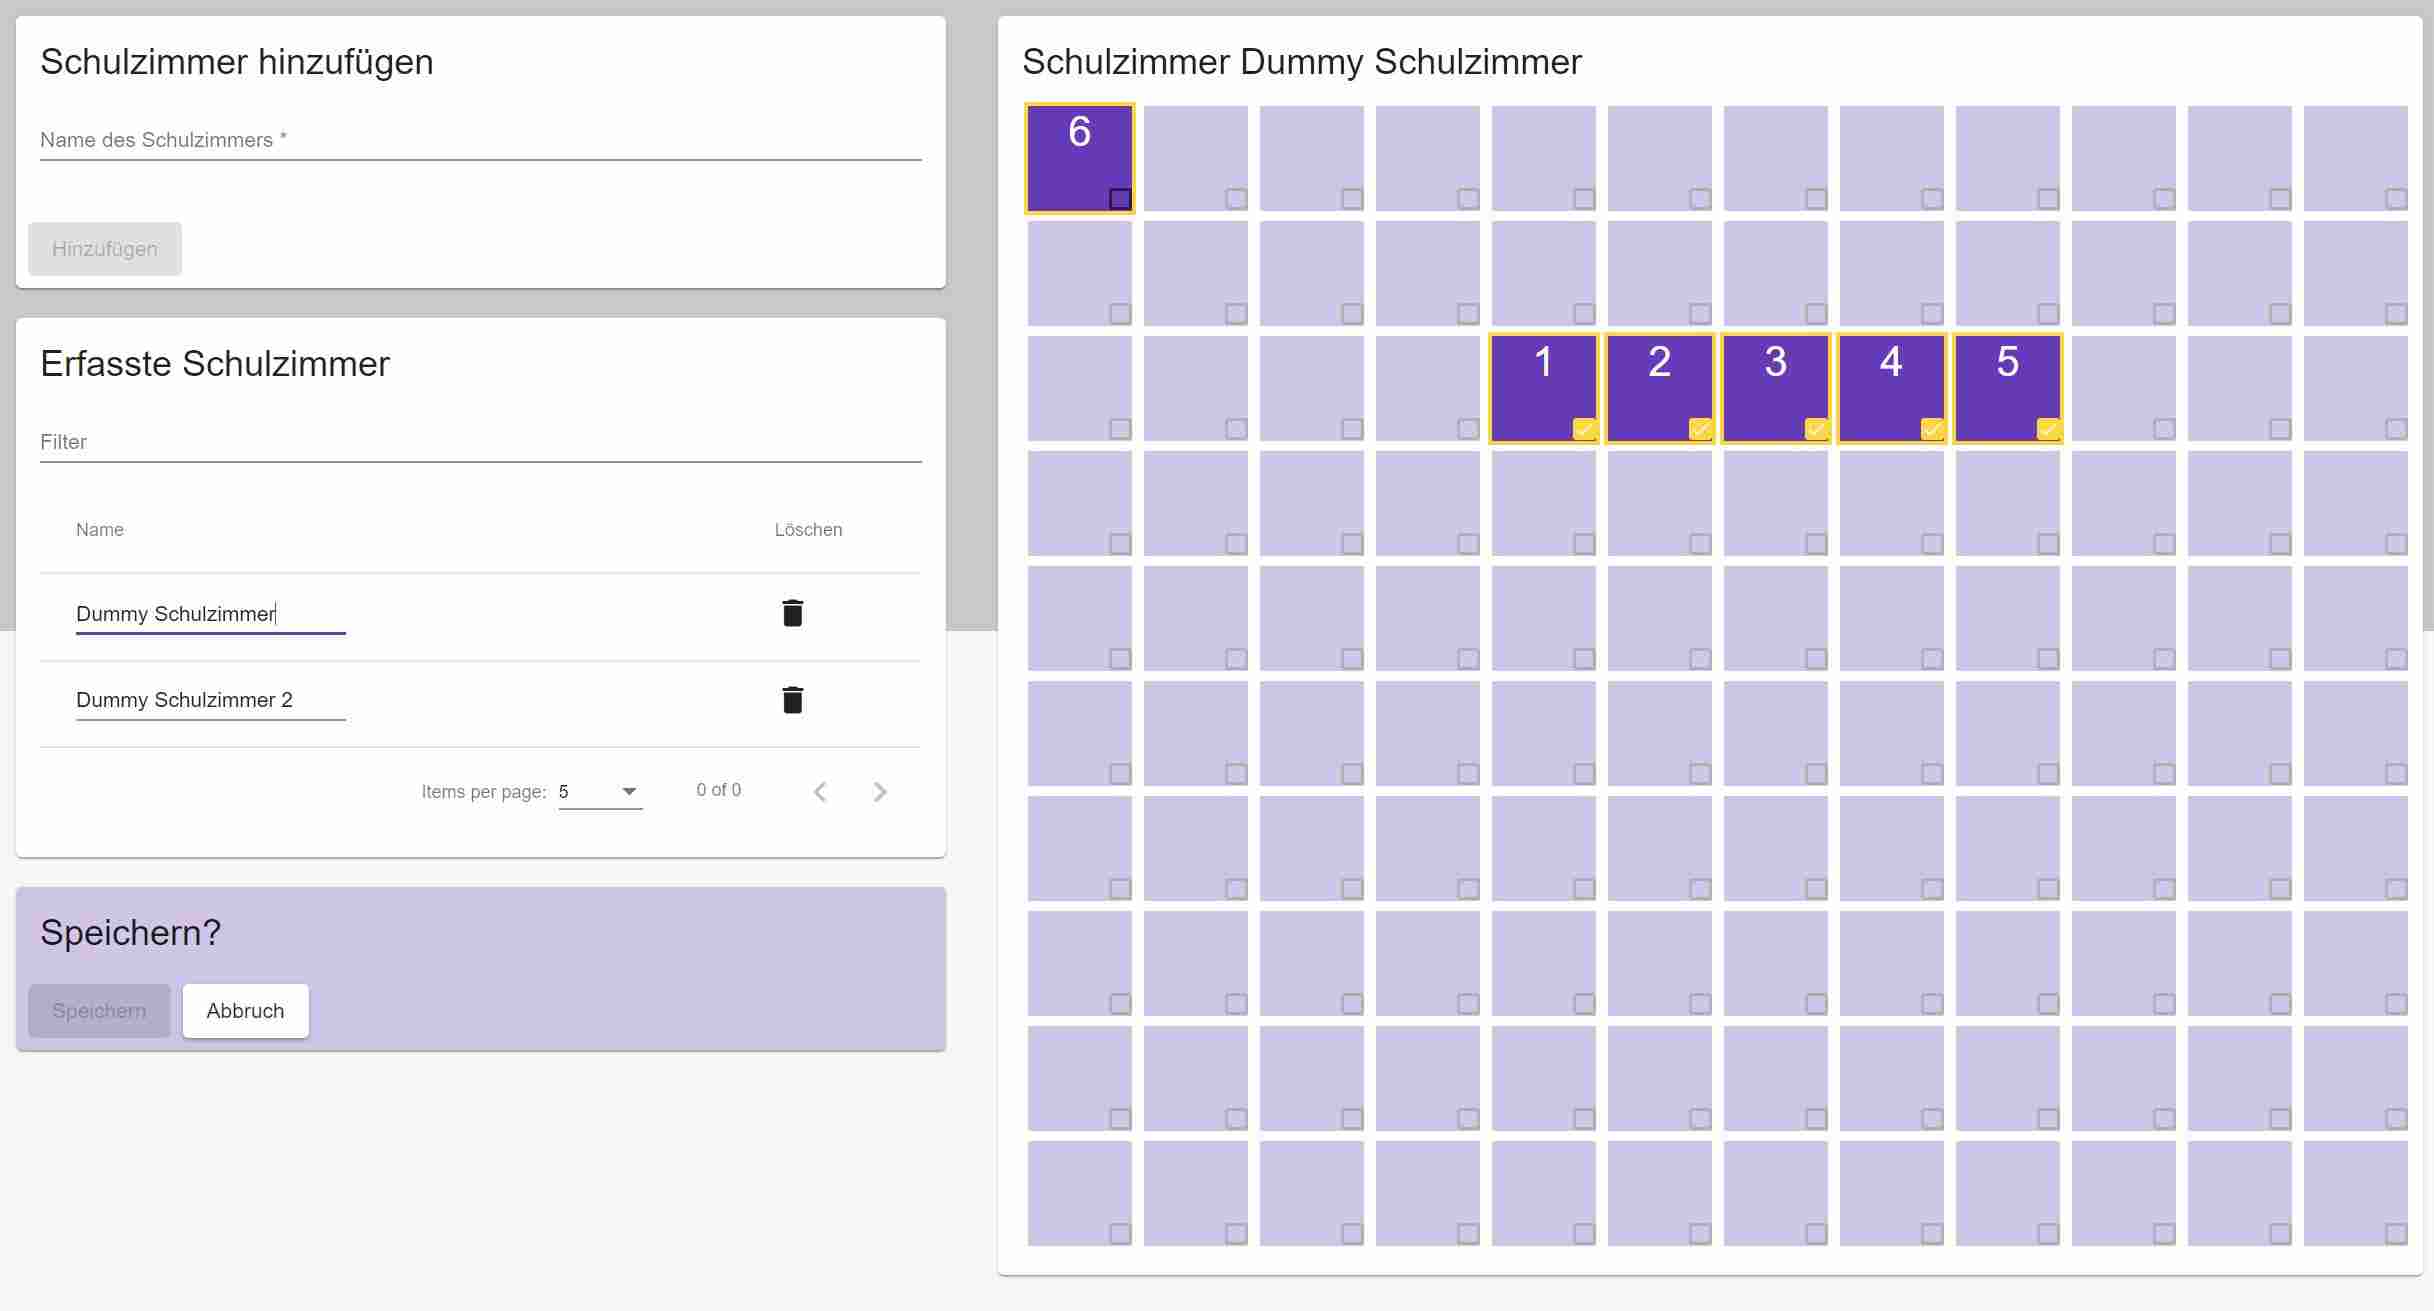 Schulzimmer hinzufügen
Name des Schulzimmers *
Hinzufügen
Erfasste Schulzimmer
Filter
Name Löschen
Dummy Schulzimmer
Dummy Schulzimmer 2
Items per page: 5 0 of 0
Speichern?
Speichern Abbruch
Schulzimmer Dummy Schulzimmer
6
1 2 3 4 5